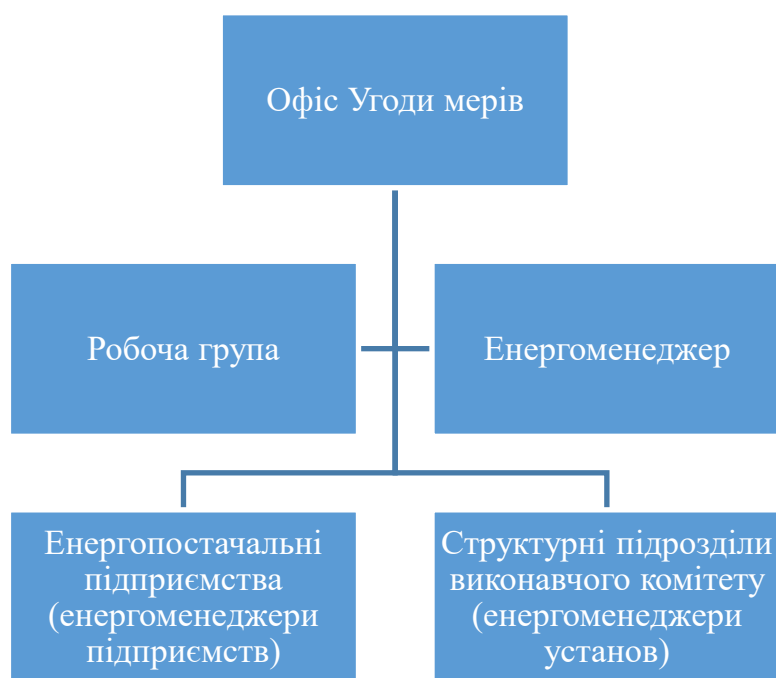 Офіс Угоди мерів
Робоча група
Енергоменеджер
Енергопостачальні
підприємства
(енергоменеджери
підприємств)
Структурні підрозділи
виконавчого комітету
(енергоменеджери
установ)